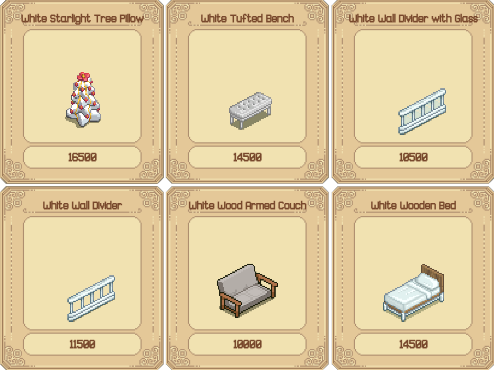 White Starlight Tree Pillow
White Tufted Bench
White Wall Divider with Glass
16500
14500
10500
White Wall Divider
White Wood Armed Couch
White Wooden Bed
11500
10000
14500